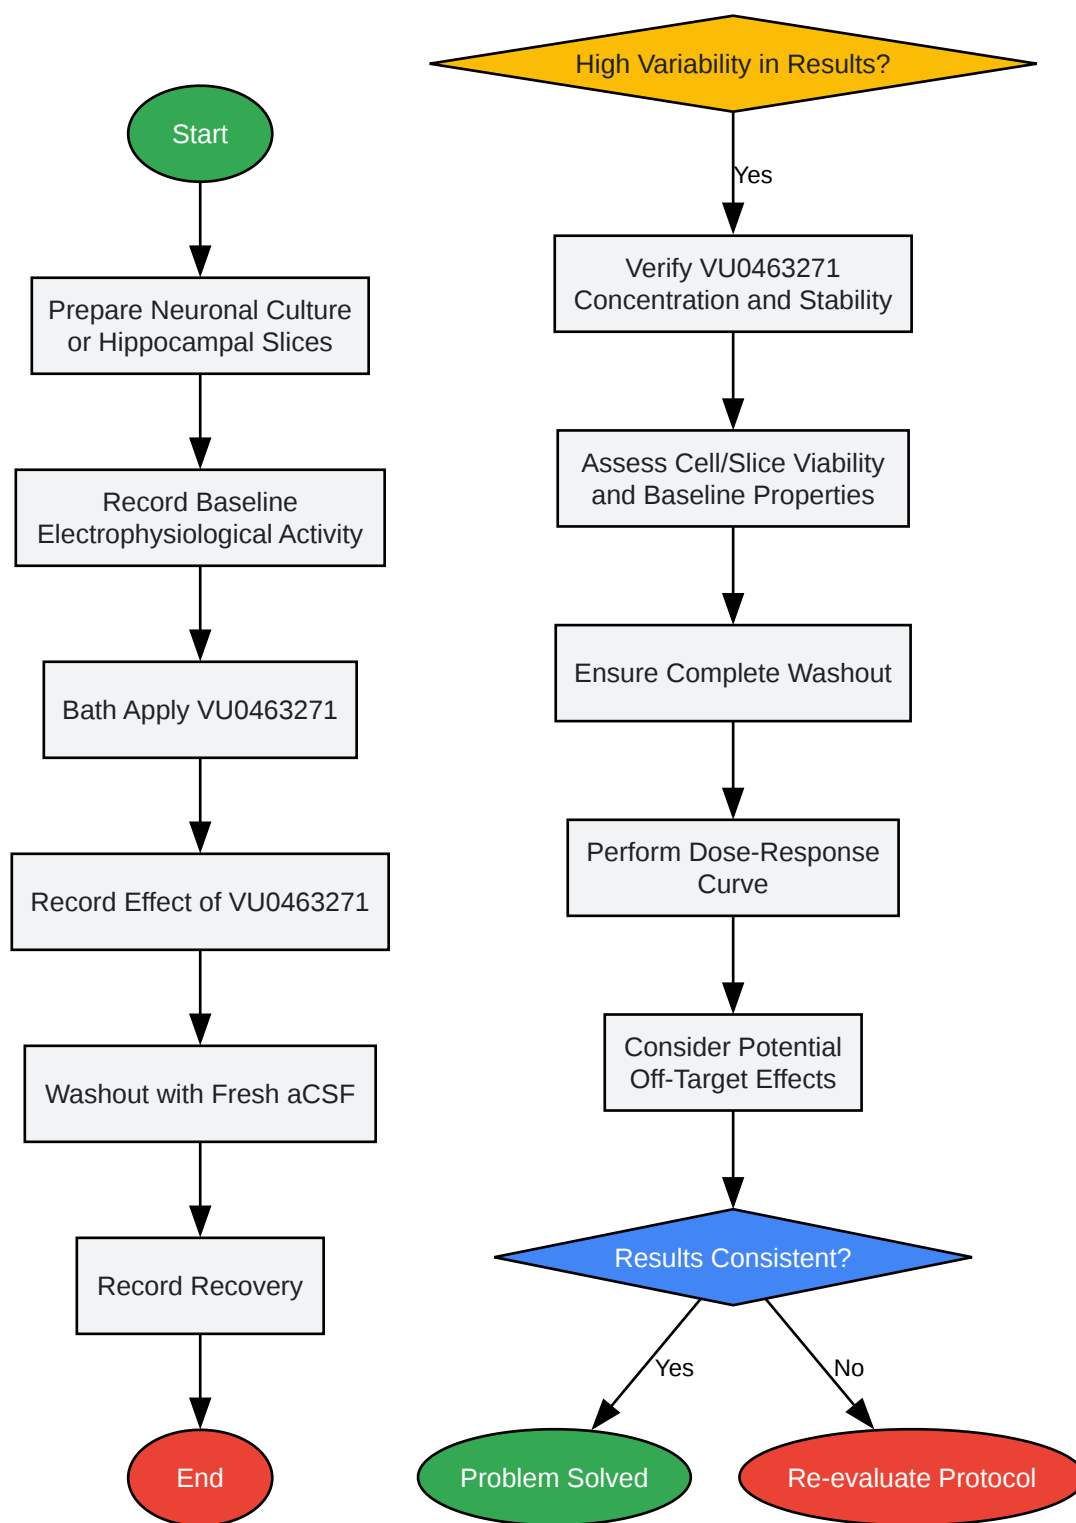 Start
Prepare Neuronal Culture
or Hippocampal Slices
Record Baseline
Electrophysiological Activity
Bath Apply VU0463271
Record Effect of VU0463271
Washout with Fresh aCSF
Record Recovery
End
High Variability in Results?
Yes
Verify VU0463271
Concentration and Stability
Assess Cell/Slice Viability
and Baseline Properties
Ensure Complete Washout
Perform Dose-Response
Curve
Consider Potential
Off-Target Effects
Results Consistent?
Yes
No
Problem Solved
Re-evaluate Protocol